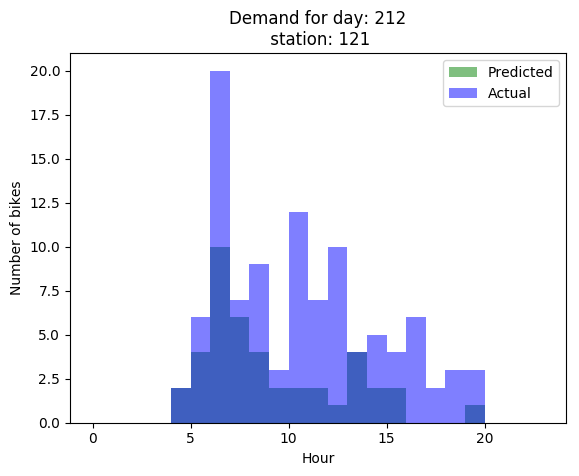 Demand for day: 212
station: 121
Predicted
Actual
20.0
17.5
15.0
12.5
10.0
7.5
5.0
2.5
0.0
Number of bikes
0 5 10 15 20
Hour